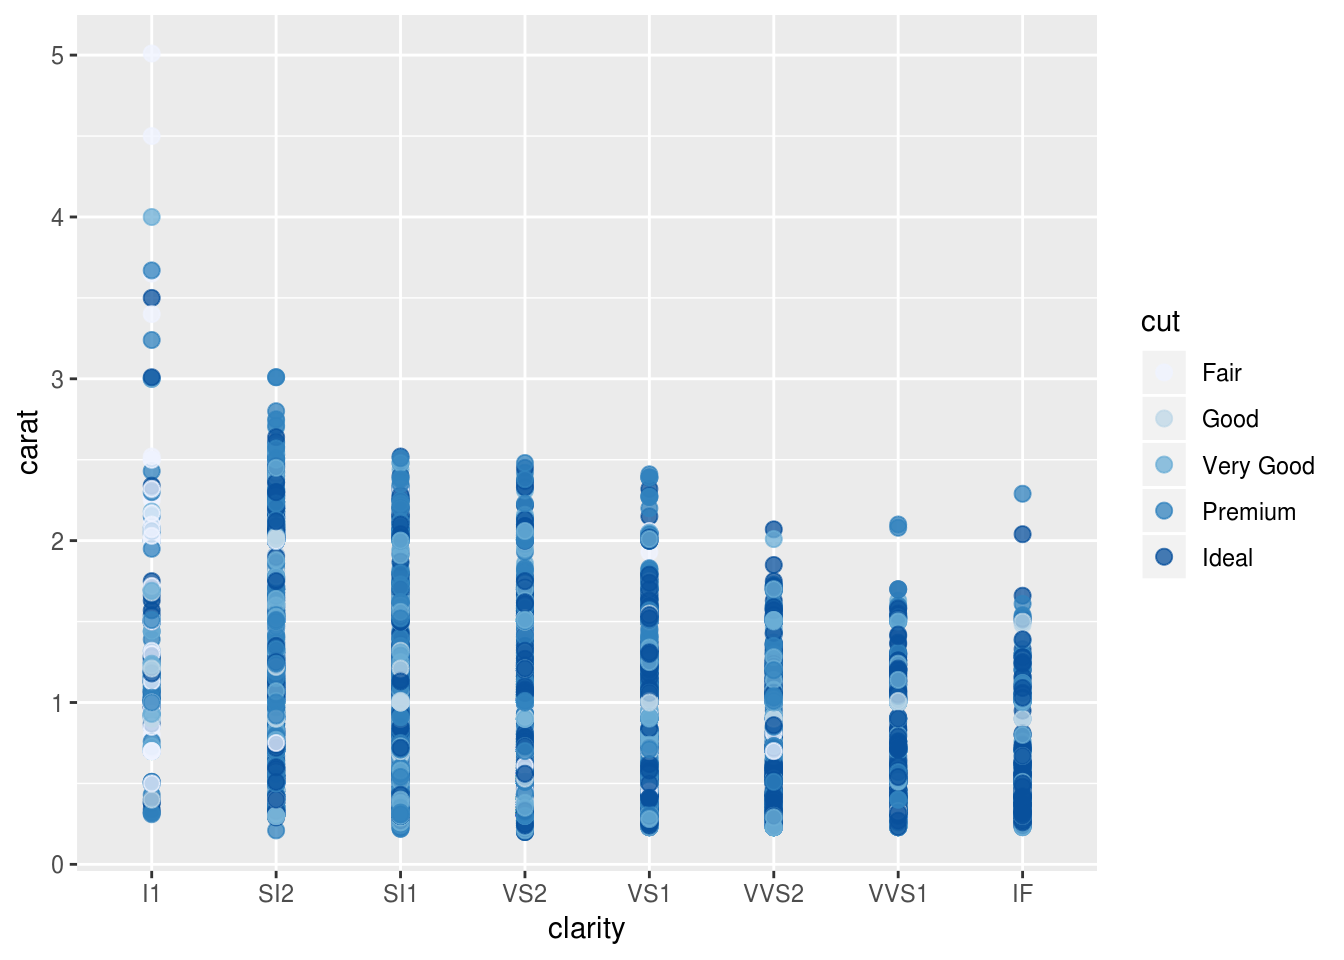 5
4
3
2
1
0
carat
I1 SI2 SI1 VS2 VS1 VVS2 VVS1 IF
clarity
cut
Fair
Good
Very Good
Premium
Ideal